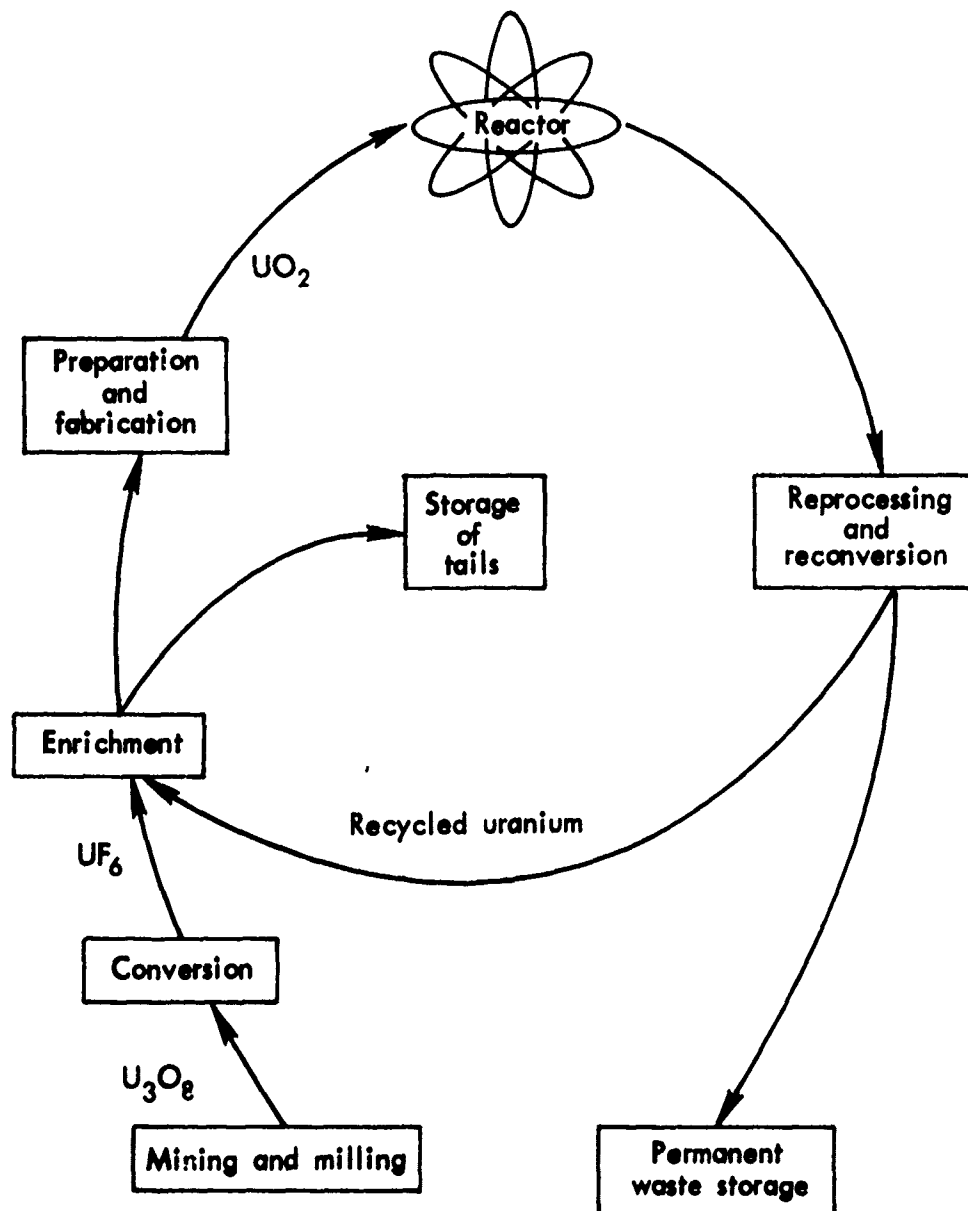 Reactor
UO₂
Preparation
and
fabrication
Storage
of
tails
Reprocessing
and
reconversion
Enrichment
Recycled uranium
UF₆
Conversion
U₃O₈
Mining and milling
Permanent
waste storage